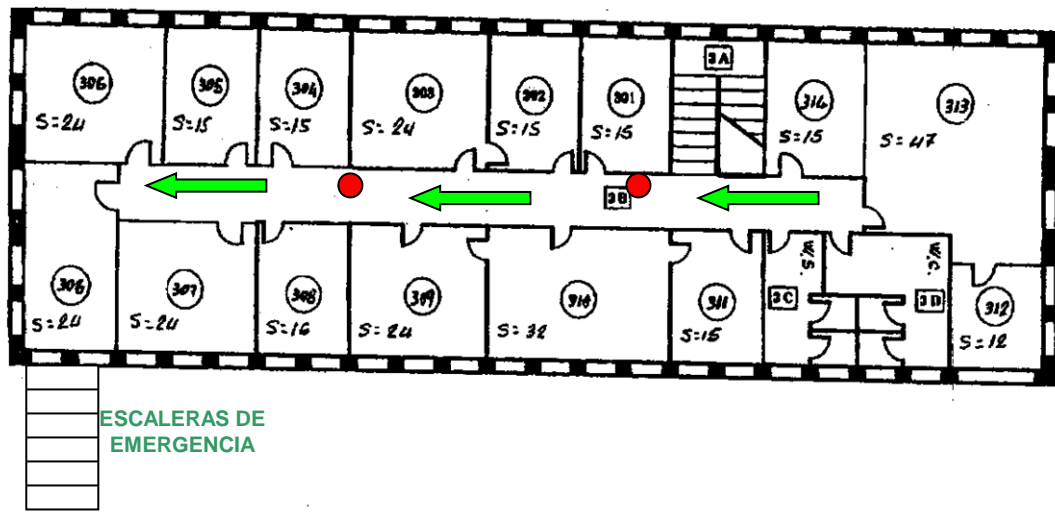 306
S=24
305
S=15
304
S=15
303
S=24
302
S=15
301
S=15
3A
314
S=15
313
S=47
3B
306
S=24
307
S=24
308
S=16
309
S=24
310
S=32
311
S=15
W.S.
3C
W.C.
3D
312
S=12
ESCALERAS DE
EMERGENCIA